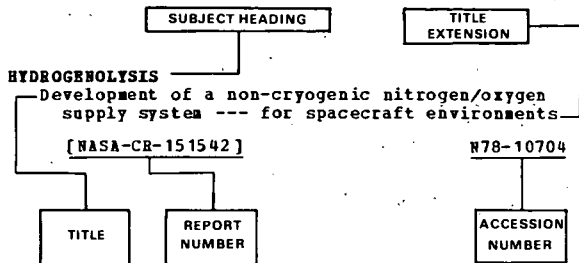 SUBJECT HEADING
TITLE
EXTENSION
HYDROGENOLYSIS
Development of a non-cryogenic nitrogen/oxygen
supply system --- for spacecraft environments
[NASA-CR-151542] N78-10704
TITLE
REPORT
NUMBER
ACCESSION
NUMBER